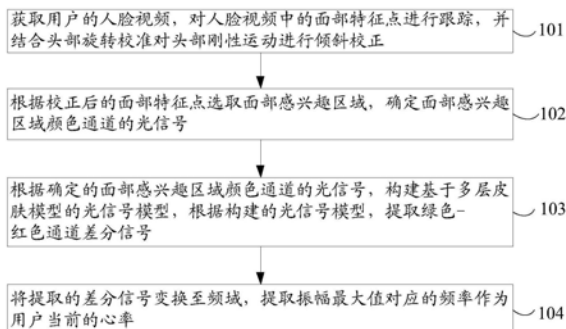 获取用户的人脸视频，对人脸视频中的面部特征点进行跟踪，并
结合头部旋转校准对头部刚性运动进行倾斜校正
101
根据校正后的面部特征点选取面部感兴趣区域，确定面部感兴趣
区域颜色通道的光信号
102
根据确定的面部感兴趣区域颜色通道的光信号，构建基于多层皮
肤模型的光信号模型，根据构建的光信号模型，提取绿色-
红色通道差分信号
103
将提取的差分信号变换至频域，提取振幅最大值对应的频率作为
用户当前的心率
104